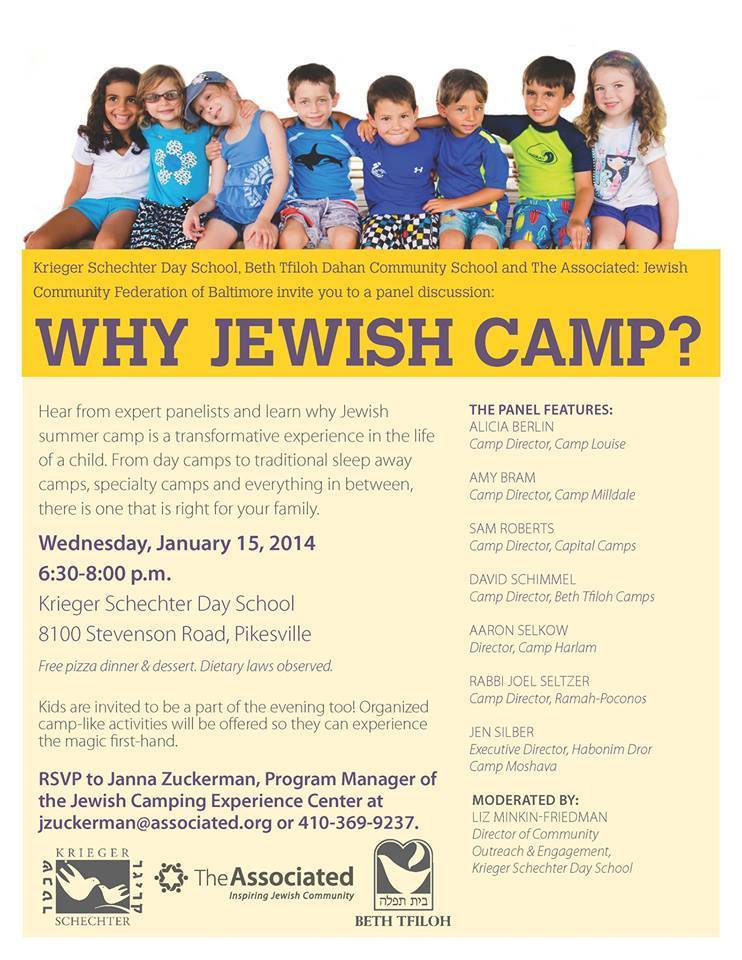 Krieger Schechter Day School, Beth Tfiloh Dahan Community School and The Associated: Jewish
Community Federation of Baltimore invite you to a panel discussion:
WHY JEWISH CAMP?
Hear from expert panelists and learn why Jewish
summer camp is a transformative experience in the life
of a child. From day camps to traditional sleep away
camps, specialty camps and everything in between,
there is one that is right for your family.
Wednesday, January 15, 2014
6:30-8:00 p.m.
Krieger Schechter Day School
8100 Stevenson Road, Pikesville
Free pizza dinner & dessert. Dietary laws observed.
Kids are invited to be a part of the evening too! Organized
camp-like activities will be offered so they can experience
the magic first-hand.
RSVP to Janna Zuckerman, Program Manager of
the Jewish Camping Experience Center at
jzuckerman@associated.org or 410-369-9237.
THE PANEL FEATURES:
ALICIA BERLIN
Camp Director, Camp Louise
AMY BRAM
Camp Director, Camp Milldale
SAM ROBERTS
Camp Director, Capital Camps
DAVID SCHIMMEL
Camp Director, Beth Tfiloh Camps
AARON SELKOW
Director, Camp Harlam
RABBI JOEL SELTZER
Camp Director, Ramah-Poconos
JEN SILBER
Executive Director, Habonim Dror
Camp Moshava
MODERATED BY:
LIZ MINKIN-FRIEDMAN
Director of Community
Outreach & Engagement,
Krieger Schechter Day School
KRIEGER
שכטר
קריגר
SCHECHTER
TheAssociated
Inspiring Jewish Community
בית תפלה
BETH TFILOH